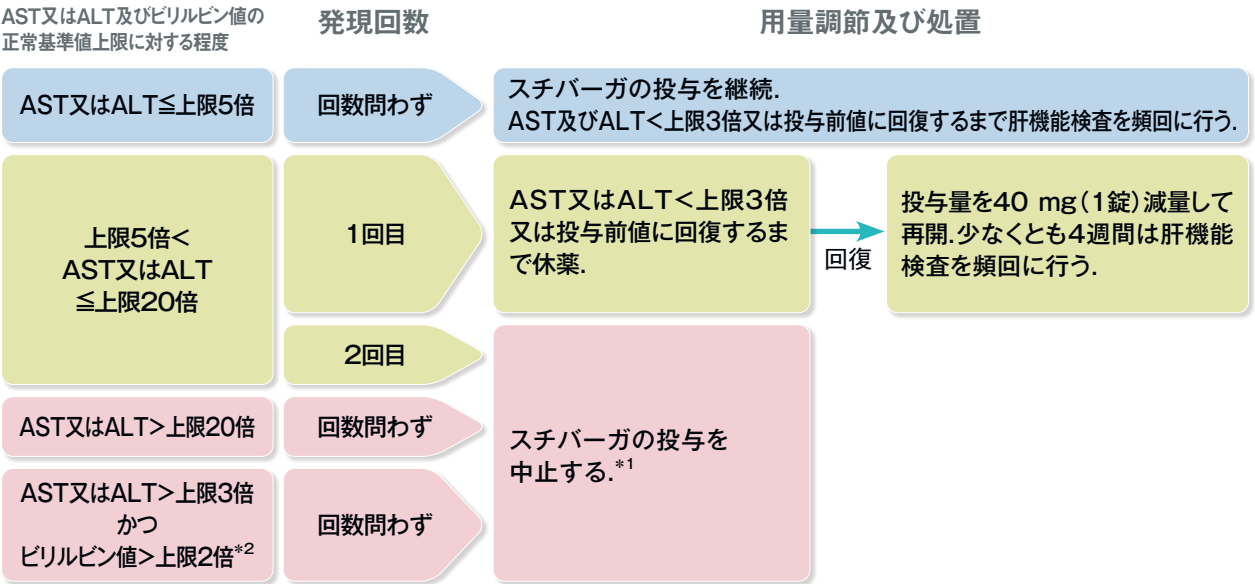 AST又はALT及びビリルビン値の
正常基準値上限に対する程度
発現回数
用量調節及び処置
AST又はALT≦上限5倍
回数問わず
スチバーガの投与を継続.
AST及びALT<上限3倍又は投与前値に回復するまで肝機能検査を頻回に行う.
上限5倍<
AST又はALT
≦上限20倍
1回目
AST又はALT<上限3倍
又は投与前値に回復するま
で休薬.
回復
投与量を40 mg(1錠)減量して
再開.少なくとも4週間は肝機能
検査を頻回に行う.
2回目
AST又はALT>上限20倍
回数問わず
スチバーガの投与を
中止する.*1
AST又はALT>上限3倍
かつ
ビリルビン値>上限2倍*2
回数問わず